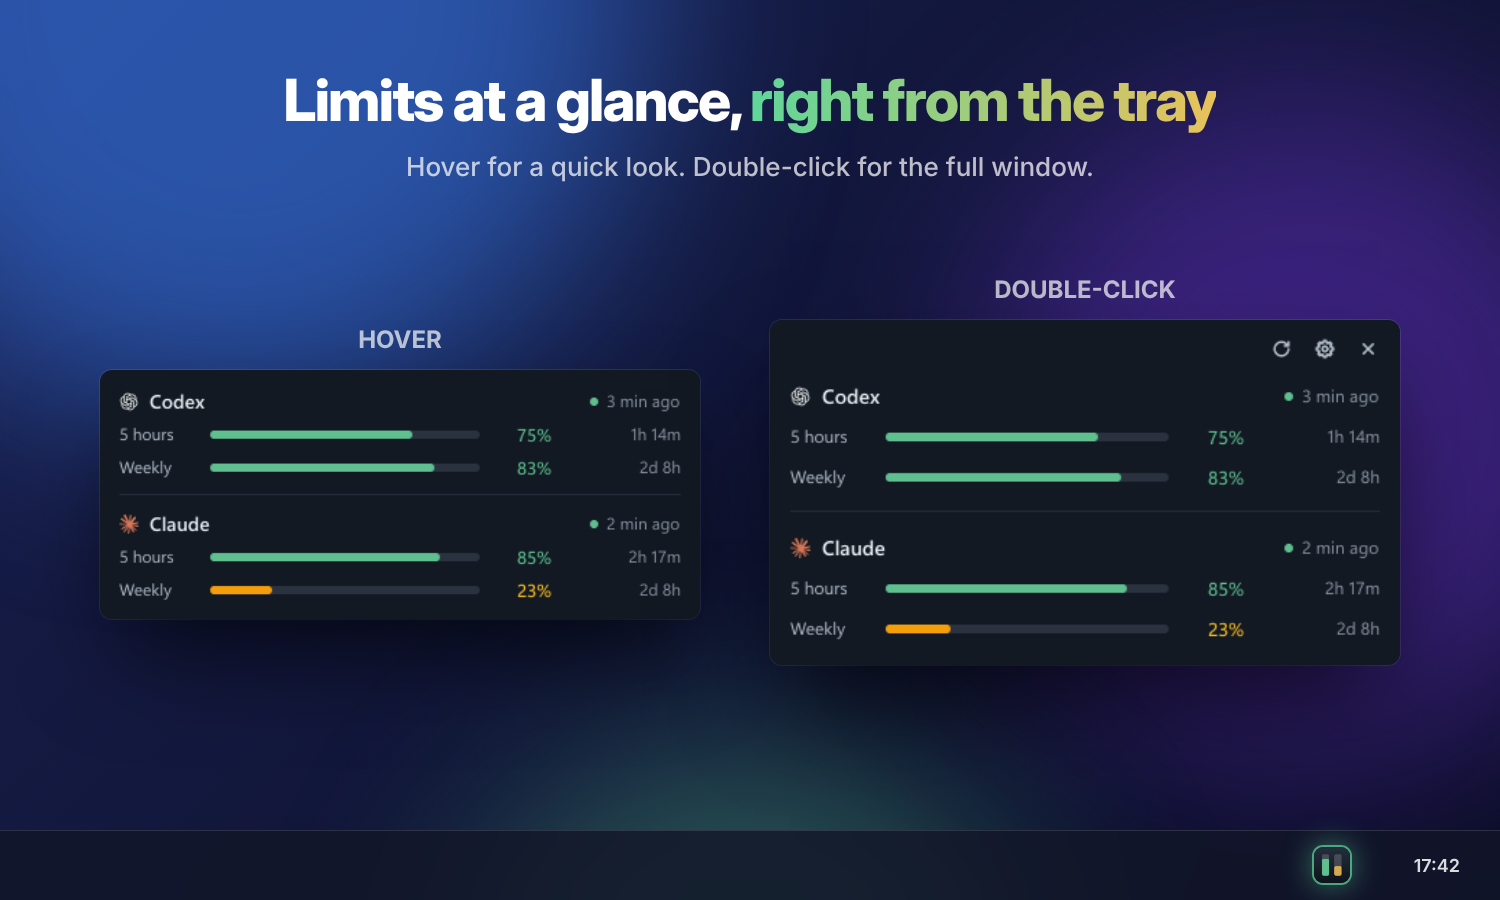 Limits at a glance, right from the tray
Hover for a quick look. Double-click for the full window.
HOVER
Codex 3 min ago
5 hours 75% 1h 14m
Weekly 83% 2d 8h
Claude 2 min ago
5 hours 85% 2h 17m
Weekly 23% 2d 8h
DOUBLE-CLICK
Codex 3 min ago
5 hours 75% 1h 14m
Weekly 83% 2d 8h
Claude 2 min ago
5 hours 85% 2h 17m
Weekly 23% 2d 8h
17:42